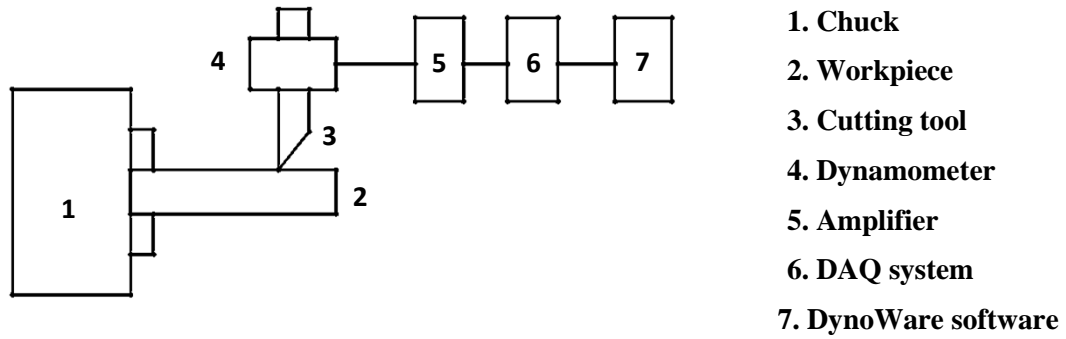 4
5
6
7
3
1
2
1. Chuck
2. Workpiece
3. Cutting tool
4. Dynamometer
5. Amplifier
6. DAQ system
7. DynoWare software